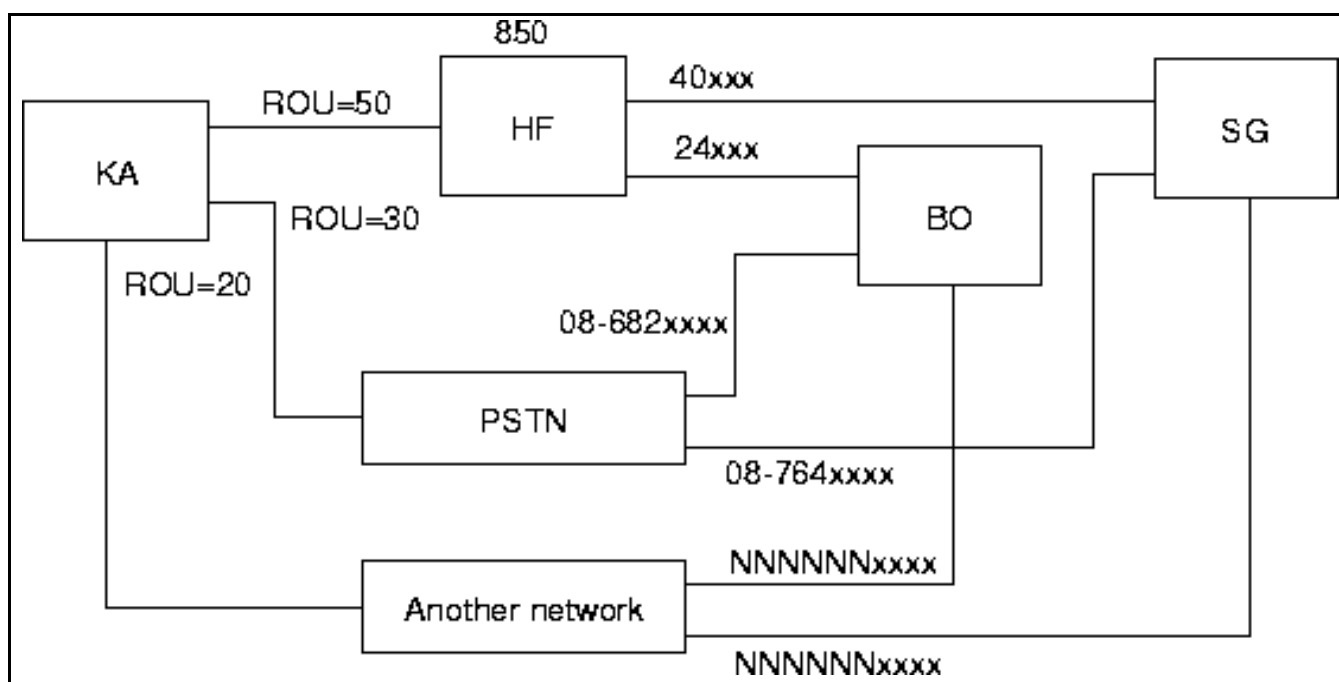 850
40xxx
ROU=50
HF
SG
24xxx
KA
ROU=30
BO
ROU=20
08-682xxxx
PSTN
08-764xxxx
NNNNNNxxxx
Another network
NNNNNNxxxx